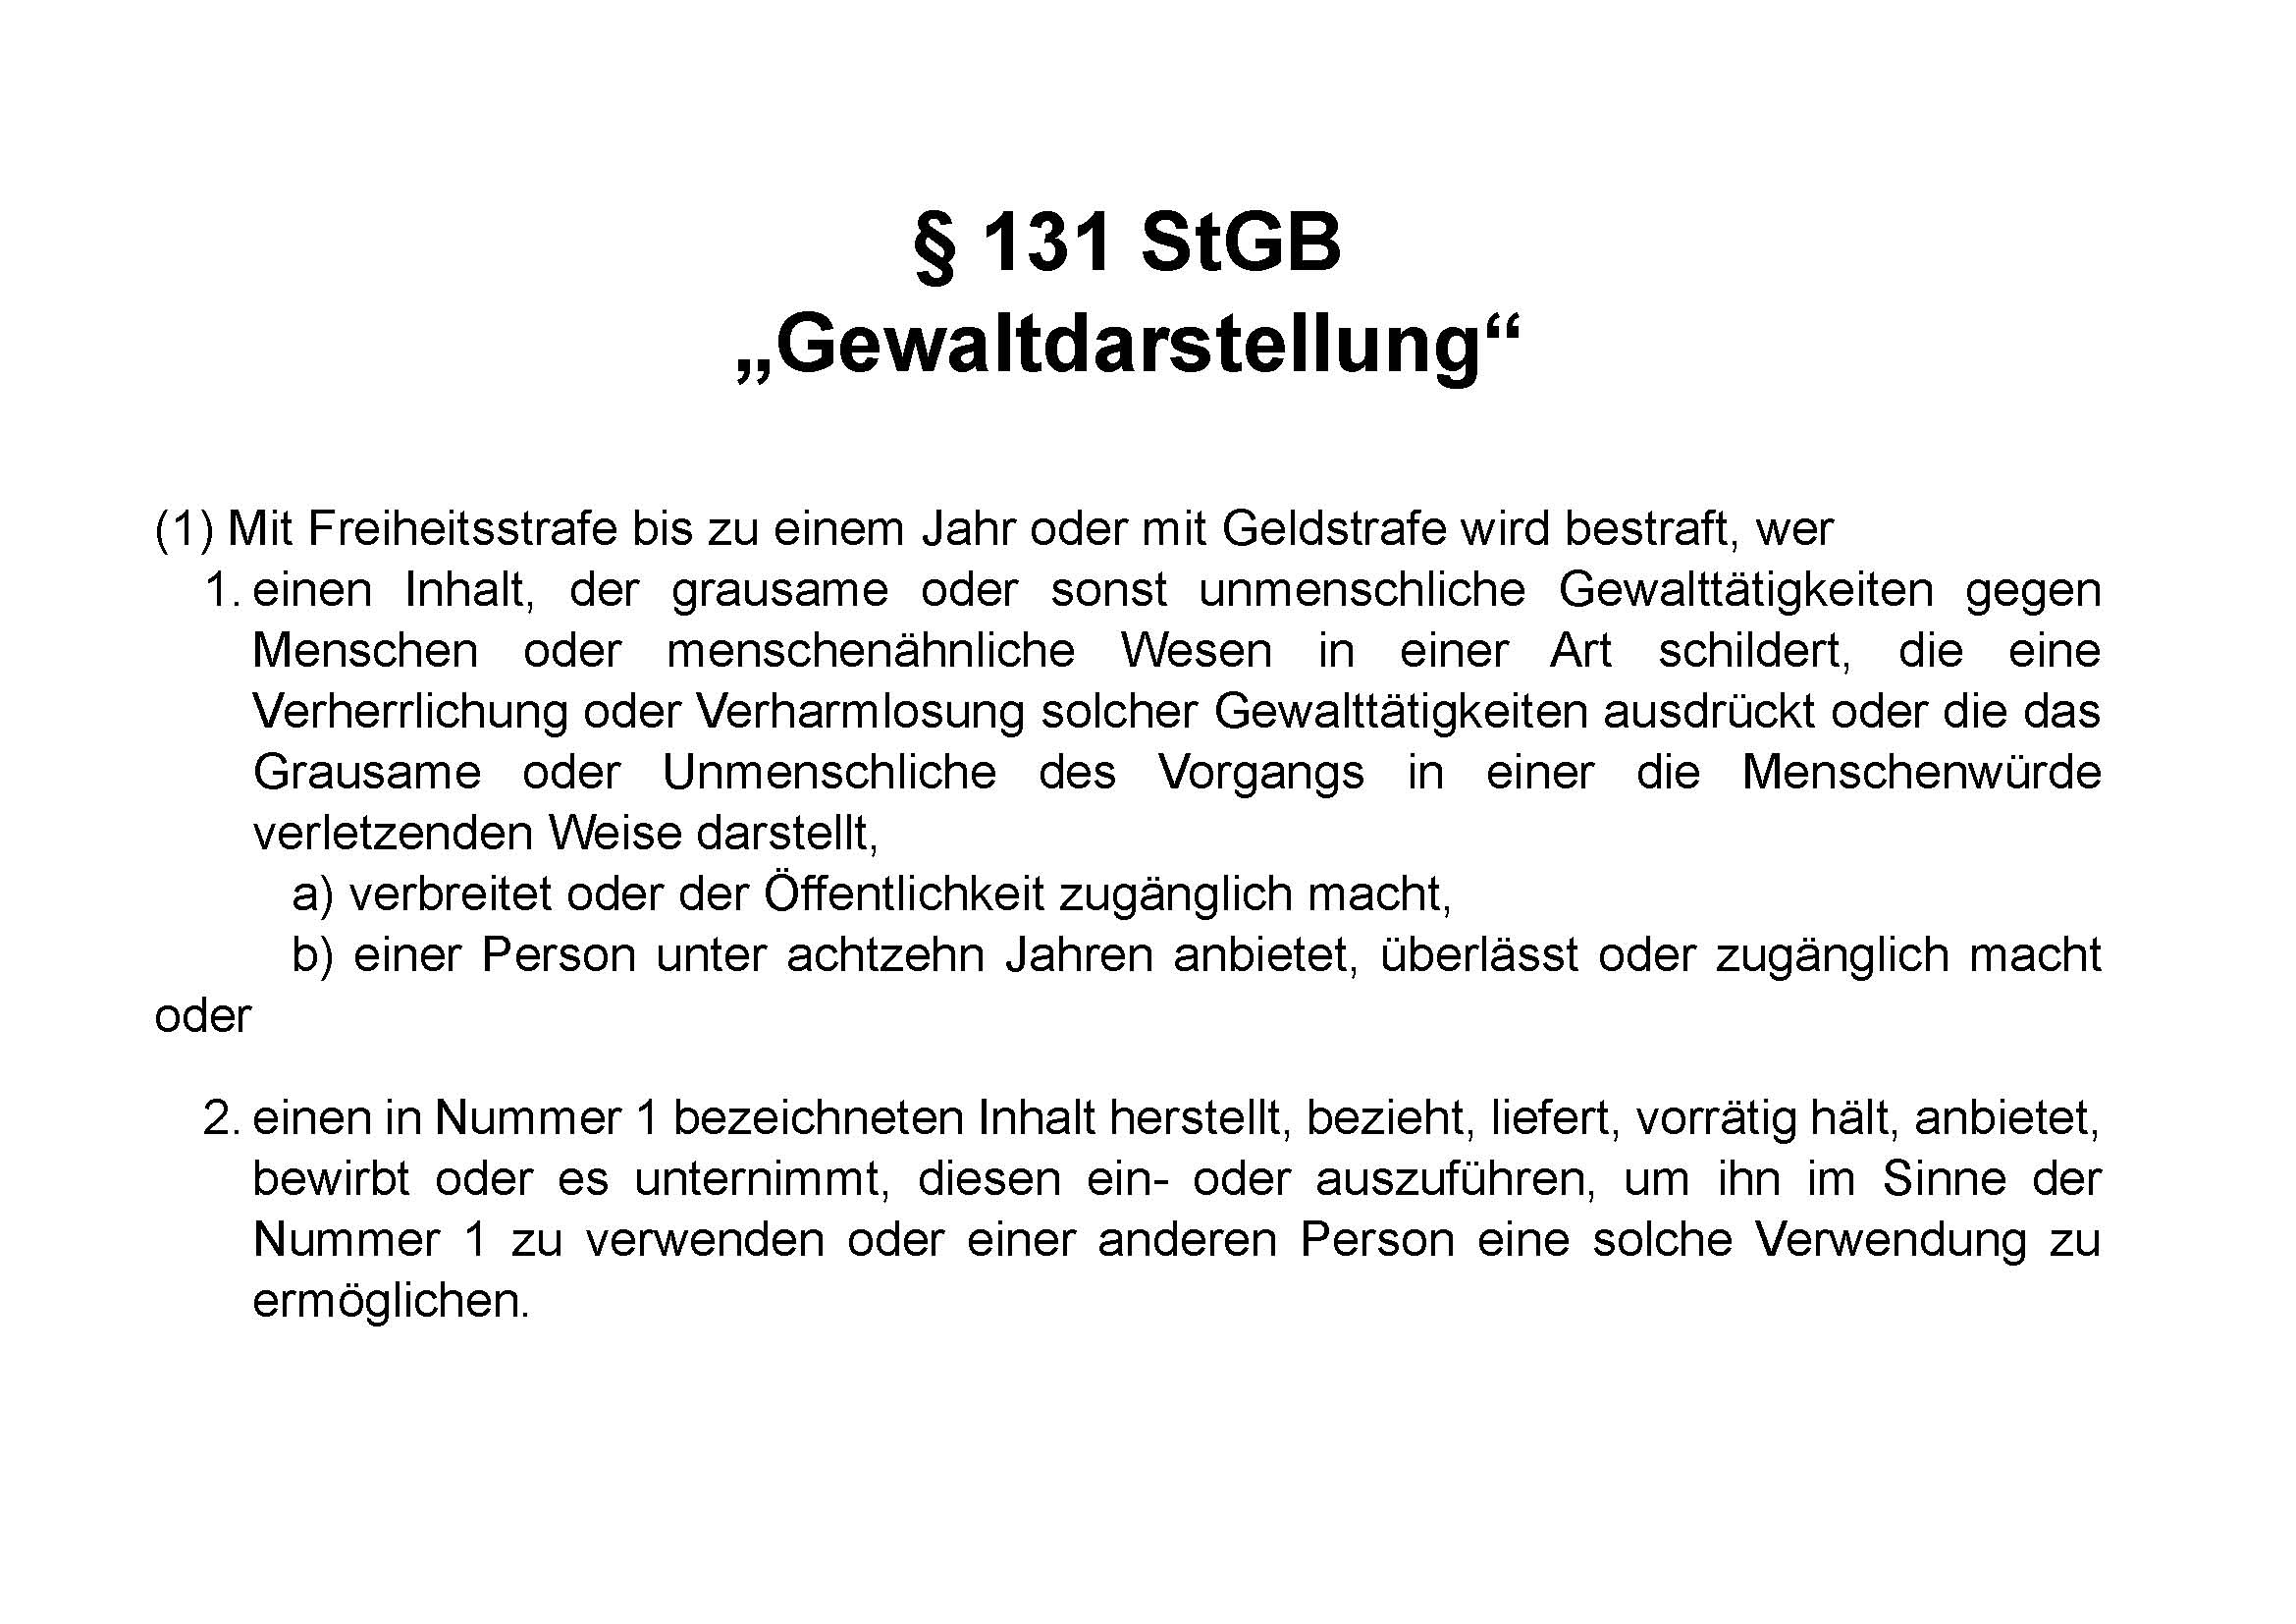 § 131 StGB
„Gewaltdarstellung“
(1) Mit Freiheitsstrafe bis zu einem Jahr oder mit Geldstrafe wird bestraft, wer
1. einen Inhalt, der grausame oder sonst unmenschliche Gewalttätigkeiten gegen
Menschen oder menschenähnliche Wesen in einer Art schildert, die eine
Verherrlichung oder Verharmlosung solcher Gewalttätigkeiten ausdrückt oder die das
Grausame oder Unmenschliche des Vorgangs in einer die Menschenwürde
verletzenden Weise darstellt,
a) verbreitet oder der Öffentlichkeit zugänglich macht,
b) einer Person unter achtzehn Jahren anbietet, überlässt oder zugänglich macht
oder
2. einen in Nummer 1 bezeichneten Inhalt herstellt, bezieht, liefert, vorrätig hält, anbietet,
bewirbt oder es unternimmt, diesen ein- oder auszuführen, um ihn im Sinne der
Nummer 1 zu verwenden oder einer anderen Person eine solche Verwendung zu
ermöglichen.